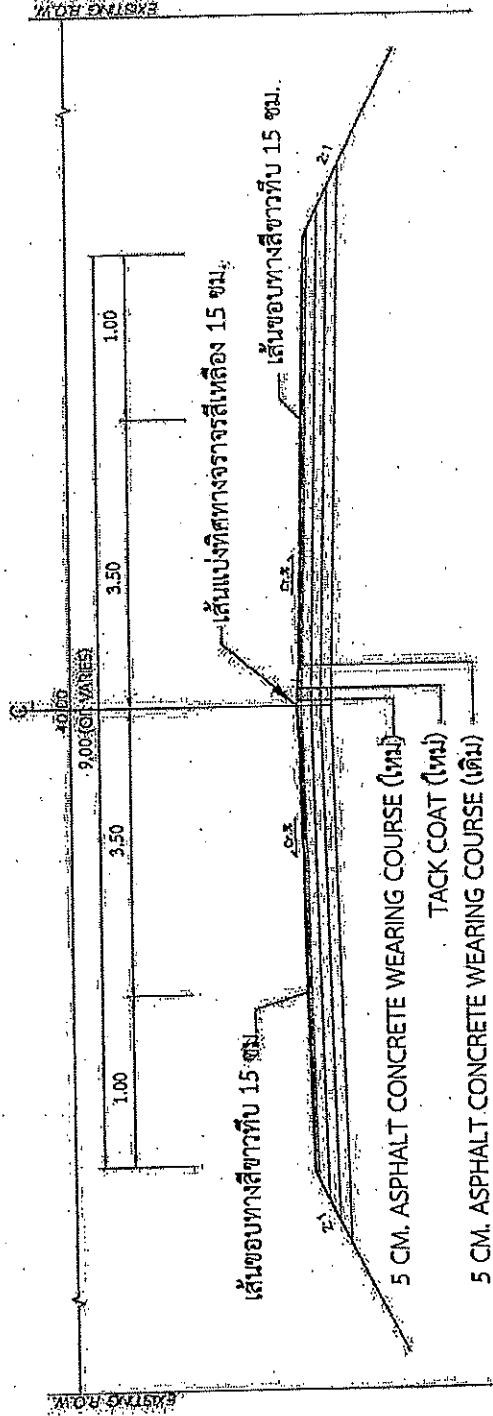 EXISTING R.O.W.
EXISTING R.O.W.
40.00
9.00 (OR VARIES)
1.00
3.50
3.50
1.00
เส้นแบ่งทิศทางจราจรสีเหลือง 15 ซม.
เส้นขอบทางสีขาวทึบ 15 ซม.
เส้นขอบทางสีขาวทึบ 15 ซม.
2:1
2:1
5 CM. ASPHALT CONCRETE WEARING COURSE (ใหม่)
TACK COAT (ใหม่)
5 CM. ASPHALT CONCRETE WEARING COURSE (เดิม)